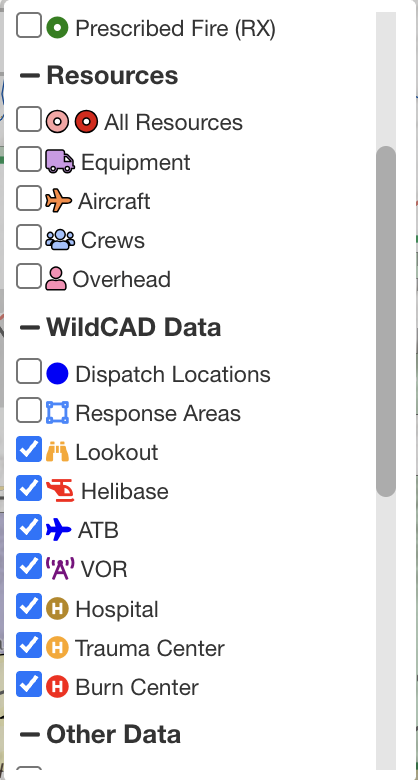 Prescribed Fire (RX)
Resources
All Resources
Equipment
Aircraft
Crews
Overhead
WildCAD Data
Dispatch Locations
Response Areas
Lookout
Helibase
ATB
VOR
H Hospital
H Trauma Center
H Burn Center
Other Data